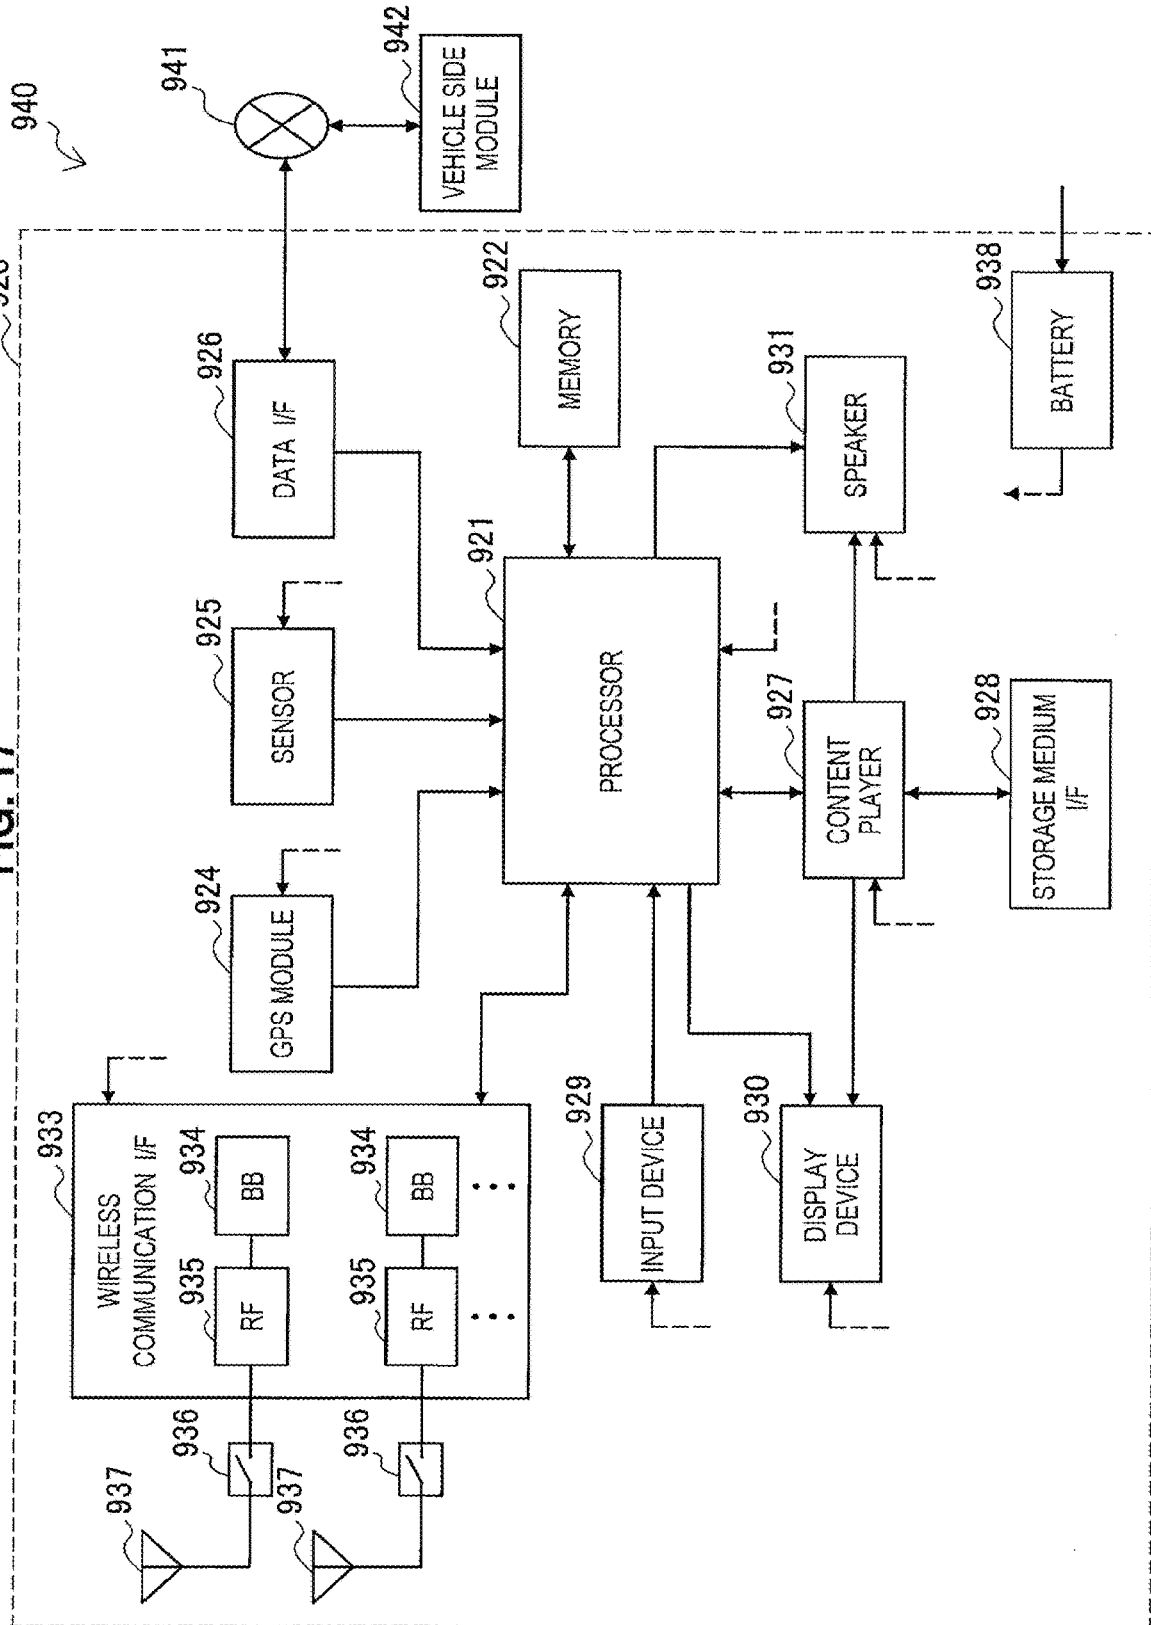 FIG. 17
920
940
933
937
WIRELESS
COMMUNICATION I/F
936
935
934
RF
BB
924
GPS MODULE
925
SENSOR
926
DATA I/F
941
937
936
935
934
RF
BB
942
VEHICLE SIDE
MODULE
921
PROCESSOR
922
MEMORY
929
INPUT DEVICE
930
DISPLAY
DEVICE
927
CONTENT
PLAYER
931
SPEAKER
928
STORAGE MEDIUM
I/F
938
BATTERY